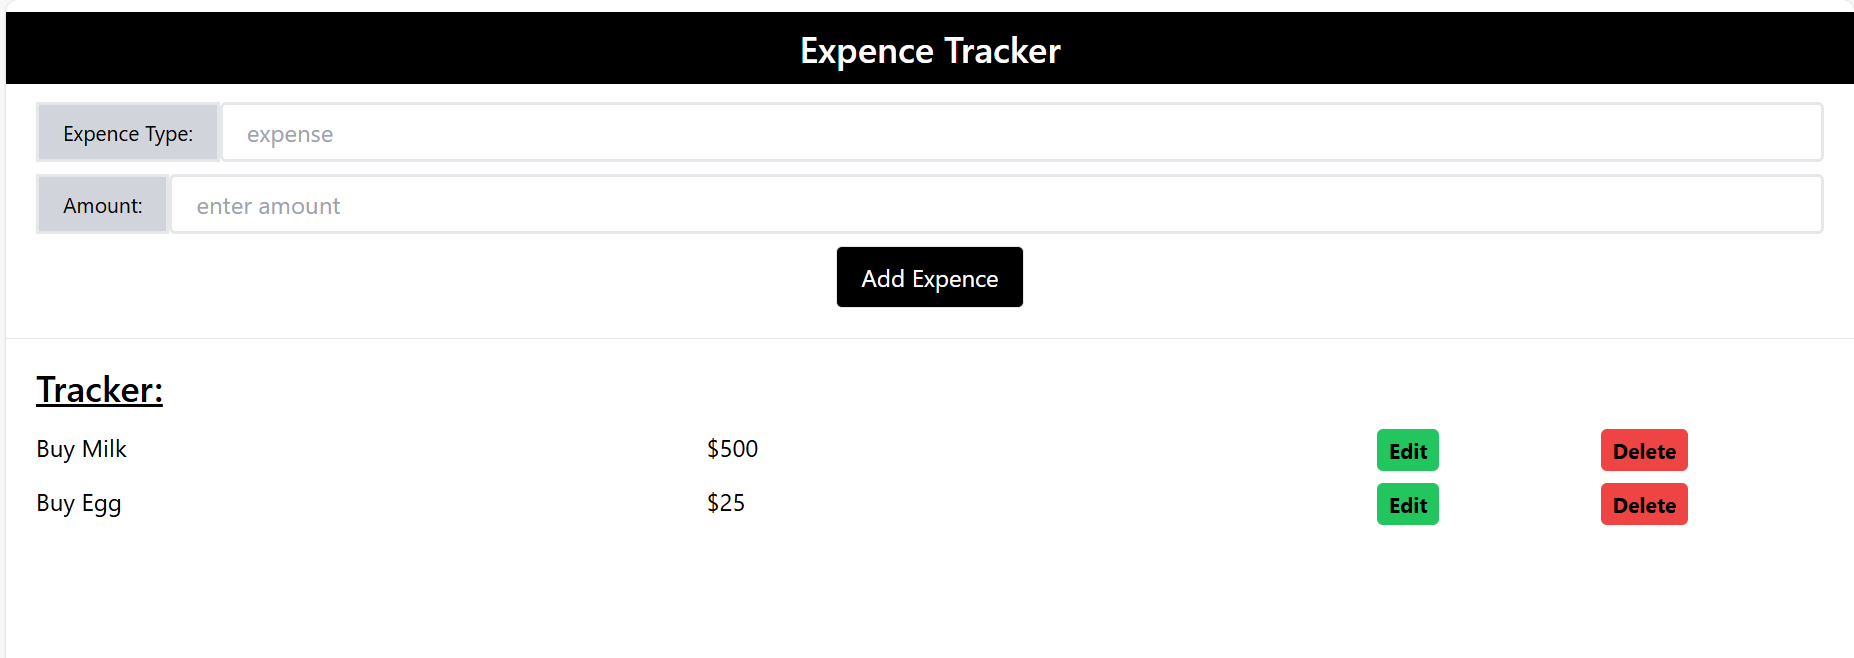 Expence Tracker
Expence Type: expense
Amount: enter amount
Add Expence
Tracker:
Buy Milk $500 Edit Delete
Buy Egg $25 Edit Delete